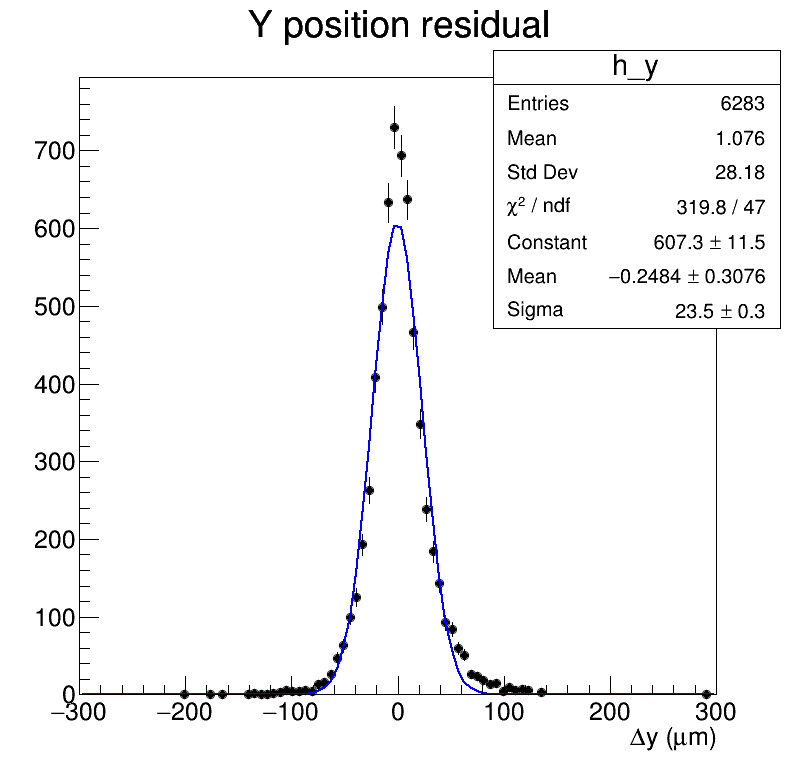 Y position residual
h_y
Entries 6283
Mean 1.076
Std Dev 28.18
χ² / ndf 319.8 / 47
Constant 607.3 ± 11.5
Mean −0.2484 ± 0.3076
Sigma 23.5 ± 0.3
700
600
500
400
300
200
100
0
−300 −200 −100 0 100 200 300
Δy (μm)